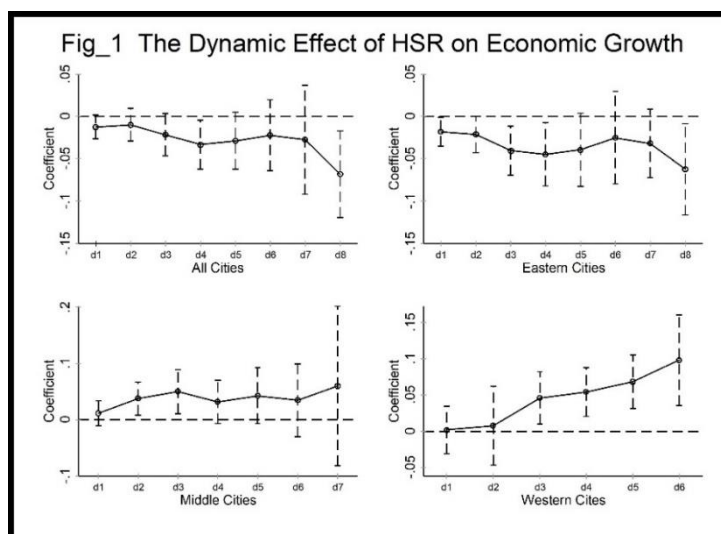 Fig_1 The Dynamic Effect of HSR on Economic Growth
.05
0
-.05
-.1
-.15
Coefficient
d1 d2 d3 d4 d5 d6 d7 d8
All Cities
.05
0
-.05
-.1
-.15
Coefficient
d1 d2 d3 d4 d5 d6 d7 d8
Eastern Cities
.2
.1
0
-.1
Coefficient
d1 d2 d3 d4 d5 d6 d7
Middle Cities
.15
.1
.05
0
-.05
Coefficient
d1 d2 d3 d4 d5 d6
Western Cites